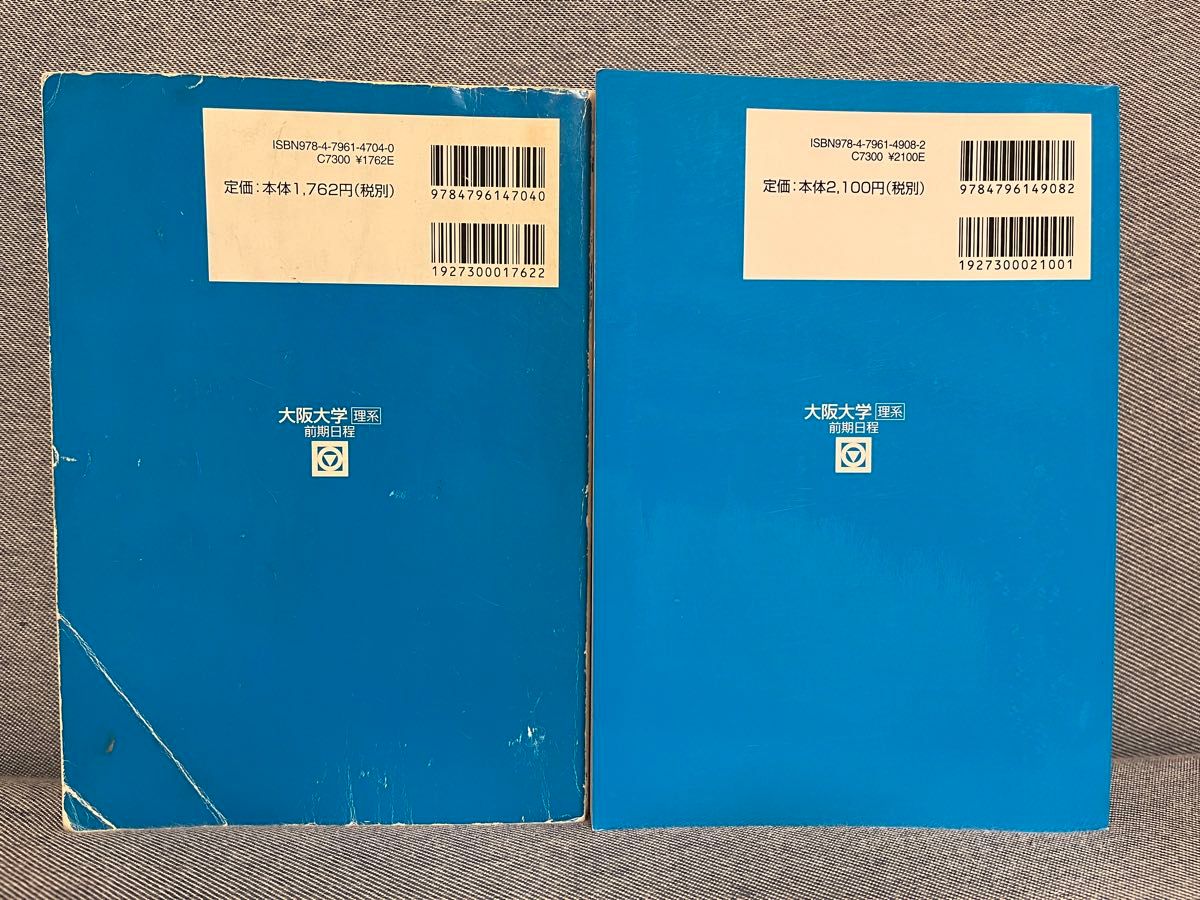 ISBN978-4-7961-4704-0
C7300 ¥1762E
定価：本体1,762円(税別)
9784796147040
1927300017622
大阪大学 理系
前期日程
ISBN978-4-7961-4908-2
C7300 ¥2100E
定価：本体2,100円(税別)
9784796149082
1927300021001
大阪大学 理系
前期日程